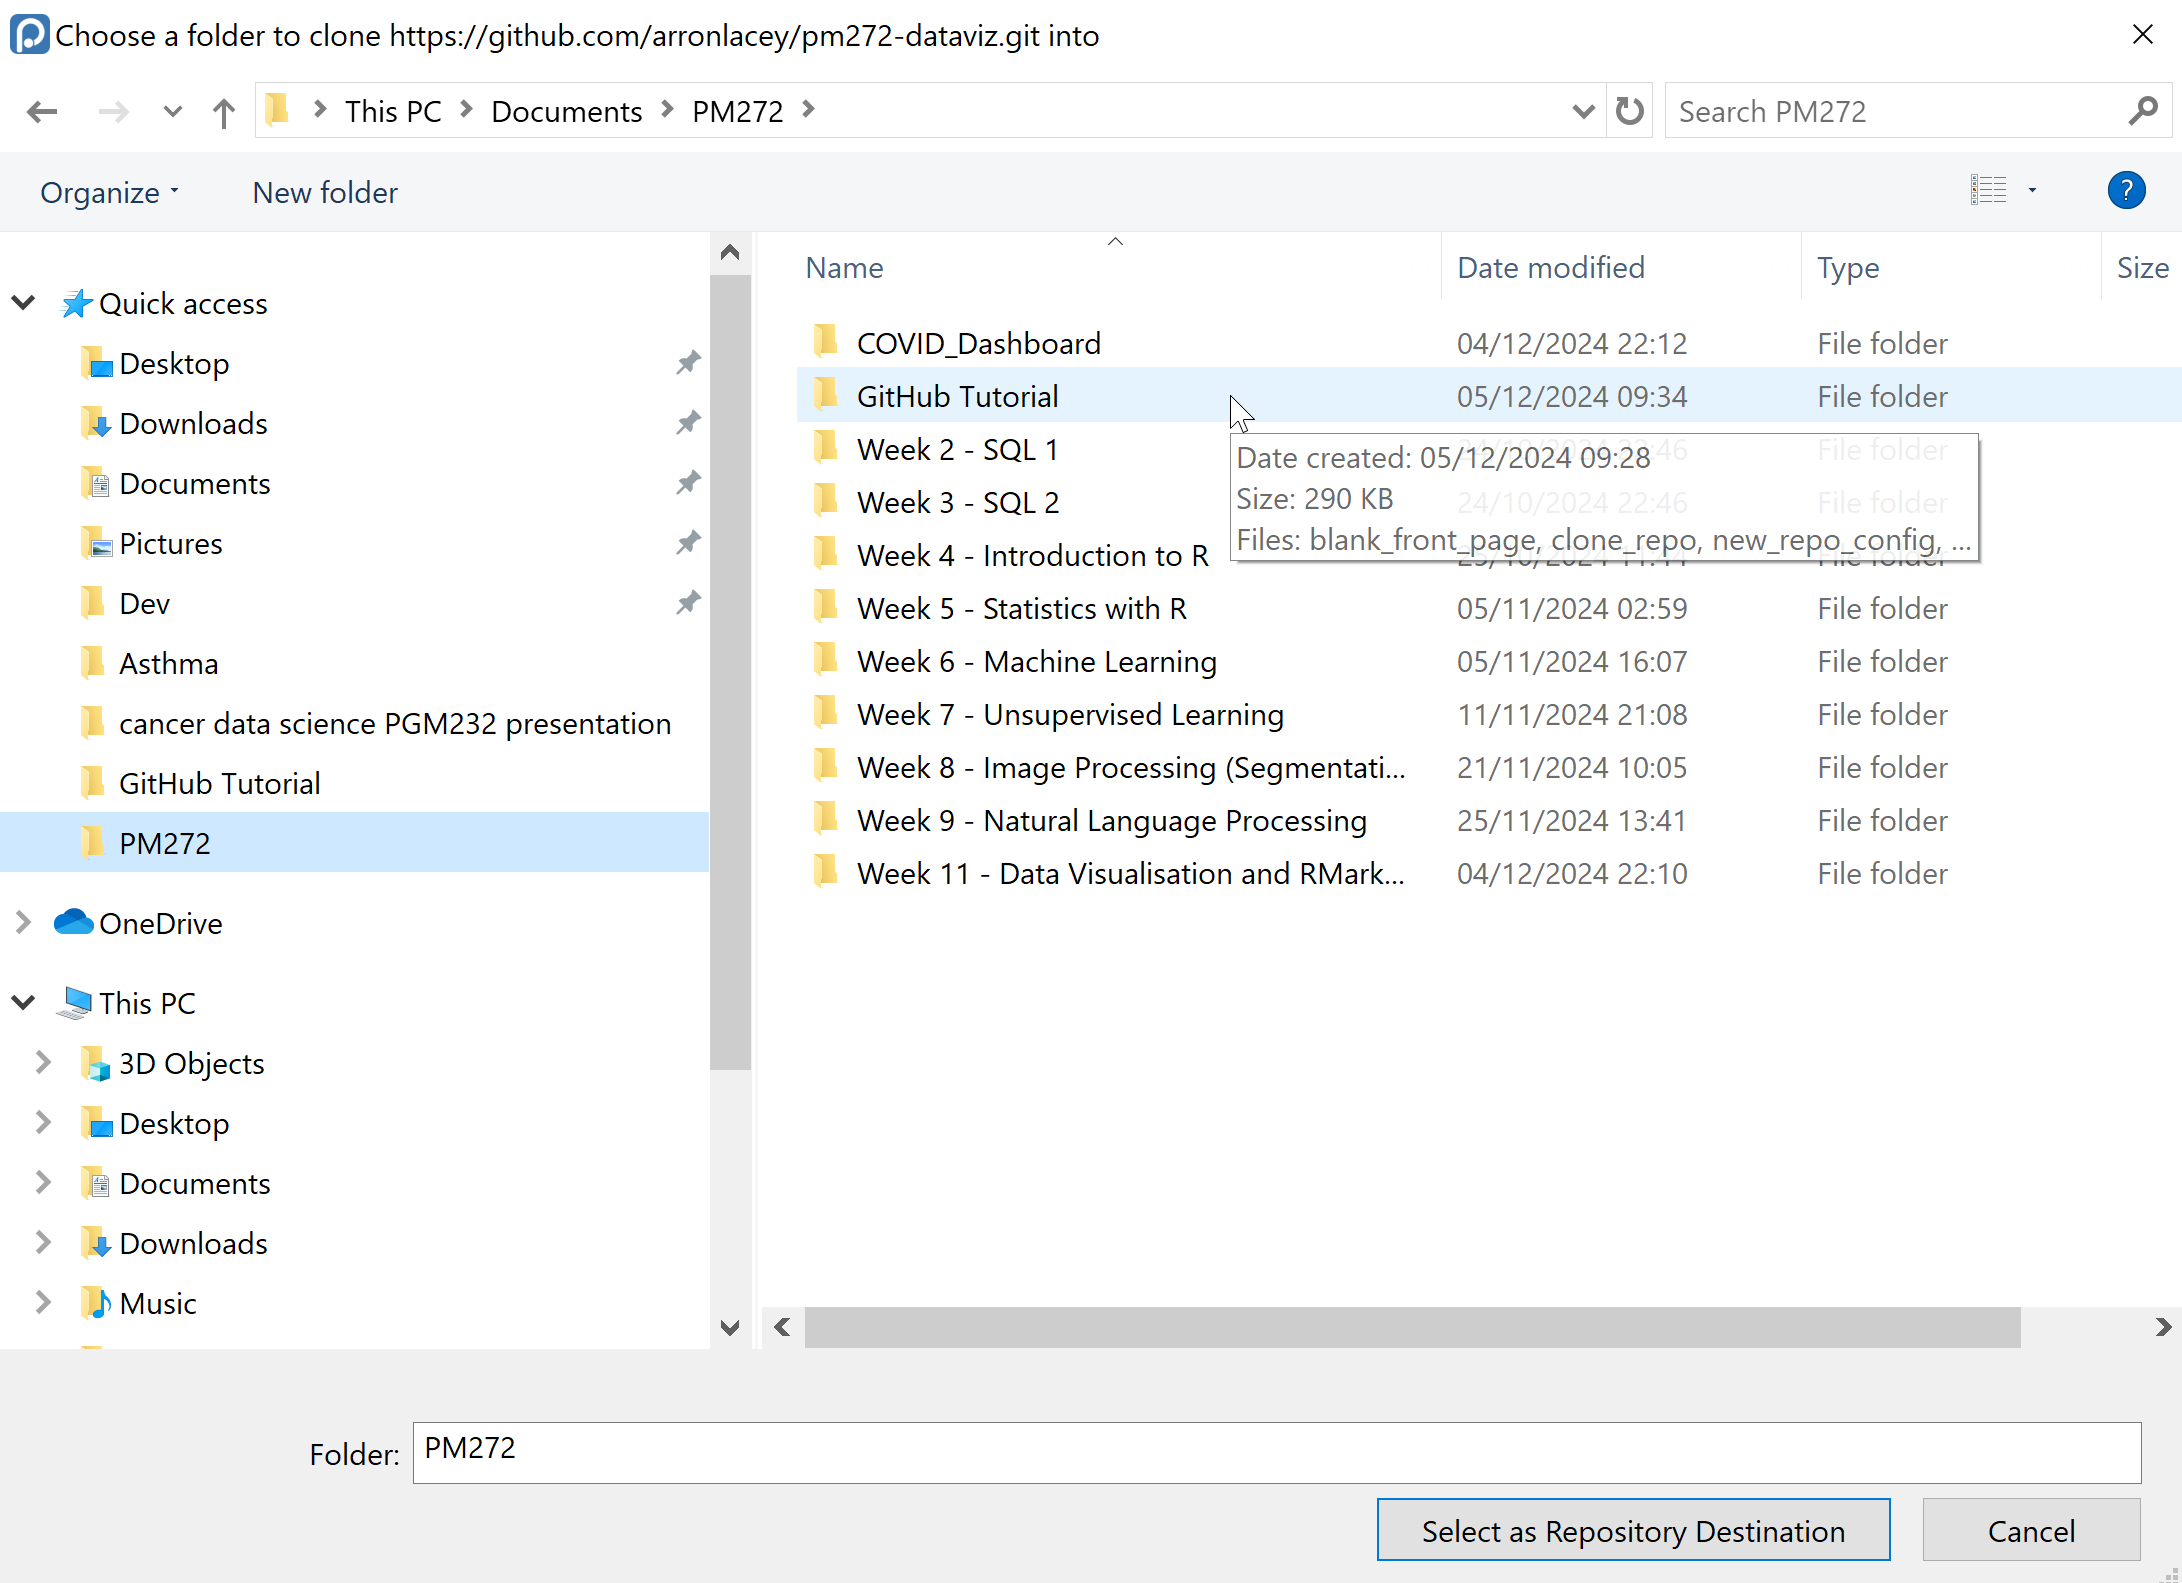 Choose a folder to clone https://github.com/arronlacey/pm272-dataviz.git into
This PC > Documents > PM272 >
Search PM272
Organize
New folder
?
Quick access
Desktop
Downloads
Documents
Pictures
Dev
Asthma
cancer data science PGM232 presentation
GitHub Tutorial
PM272
OneDrive
This PC
3D Objects
Desktop
Documents
Downloads
Music
Name Date modified Type Size
COVID_Dashboard 04/12/2024 22:12 File folder
GitHub Tutorial 05/12/2024 09:34 File folder
Week 2 - SQL 1 File folder
Date created: 05/12/2024 09:28
Size: 290 KB
Files: blank_front_page, clone_repo, new_repo_config, ...
Week 3 - SQL 2 24/10/2024 22:46 File folder
Week 4 - Introduction to R File folder
Week 5 - Statistics with R 05/11/2024 02:59 File folder
Week 6 - Machine Learning 05/11/2024 16:07 File folder
Week 7 - Unsupervised Learning 11/11/2024 21:08 File folder
Week 8 - Image Processing (Segmentati... 21/11/2024 10:05 File folder
Week 9 - Natural Language Processing 25/11/2024 13:41 File folder
Week 11 - Data Visualisation and RMark... 04/12/2024 22:10 File folder
Folder: PM272
Select as Repository Destination
Cancel